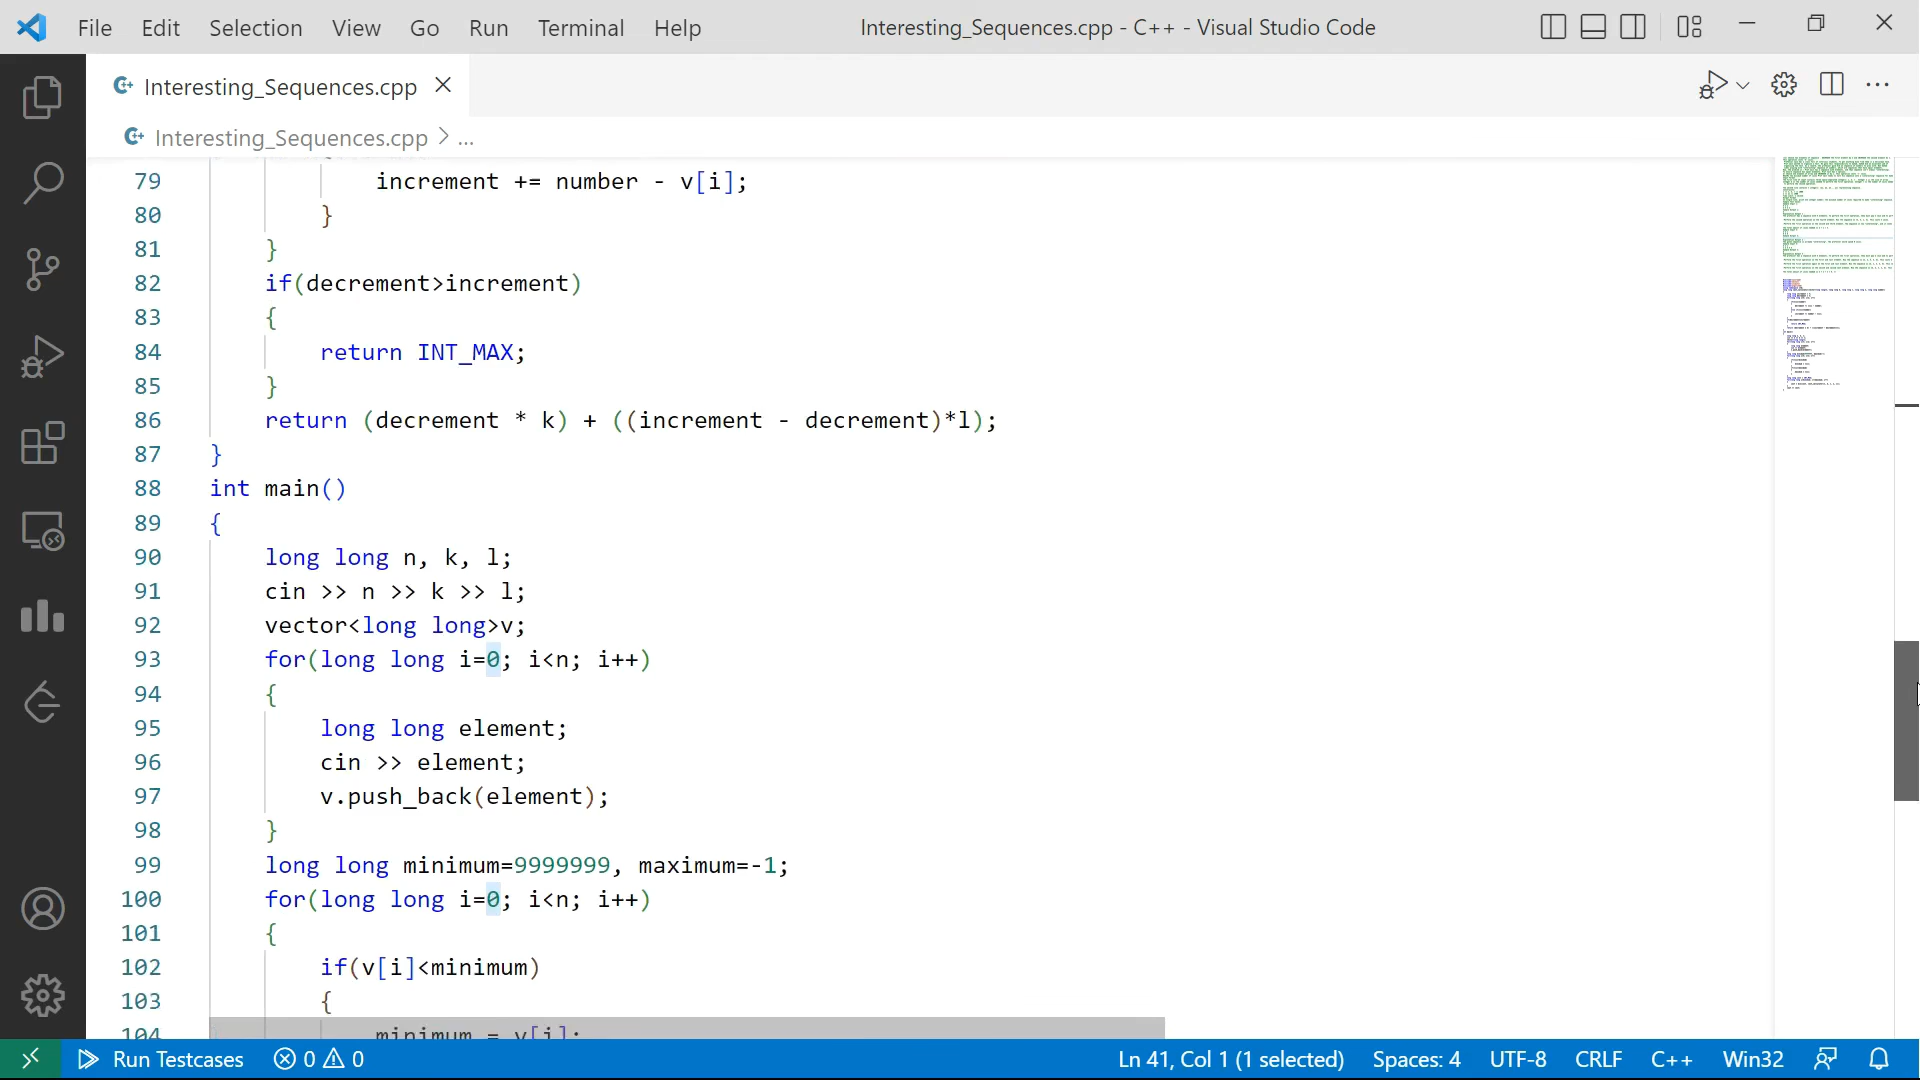 File Edit Selection View Go Run Terminal Help Interesting_Sequences.cpp - C++ - Visual Studio Code
Interesting_Sequences.cpp
Interesting_Sequences.cpp > ...
79 increment += number - v[i];
80 }
81 }
82 if(decrement>increment)
83 {
84 return INT_MAX;
85 }
86 return (decrement * k) + ((increment - decrement)*l);
87 }
88 int main()
89 {
90 long long n, k, l;
91 cin >> n >> k >> l;
92 vector<long long>v;
93 for(long long i=0; i<n; i++)
94 {
95 long long element;
96 cin >> element;
97 v.push_back(element);
98 }
99 long long minimum=9999999, maximum=-1;
100 for(long long i=0; i<n; i++)
101 {
102 if(v[i]<minimum)
103 {
104 minimum = v[i];
Run Testcases 0 0 Ln 41, Col 1 (1 selected) Spaces: 4 UTF-8 CRLF C++ Win32